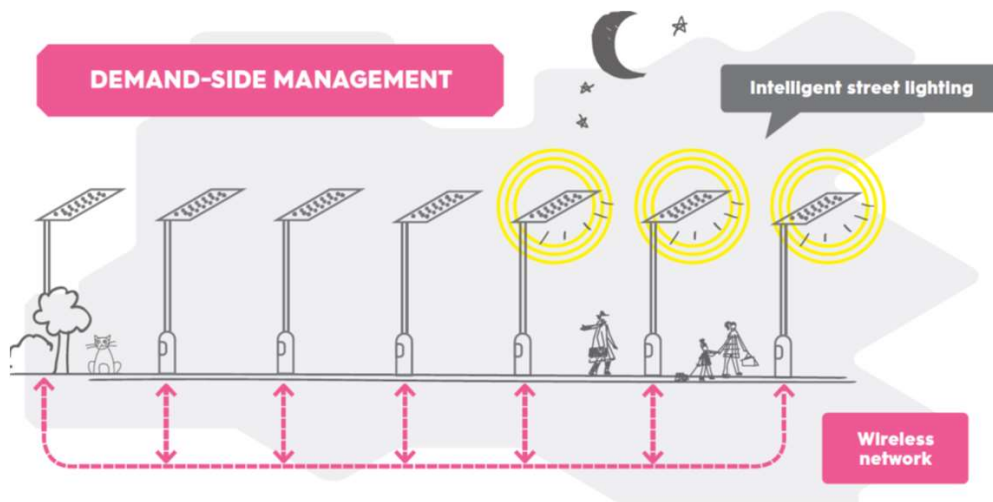 DEMAND-SIDE MANAGEMENT
Intelligent street lighting
Wireless
network